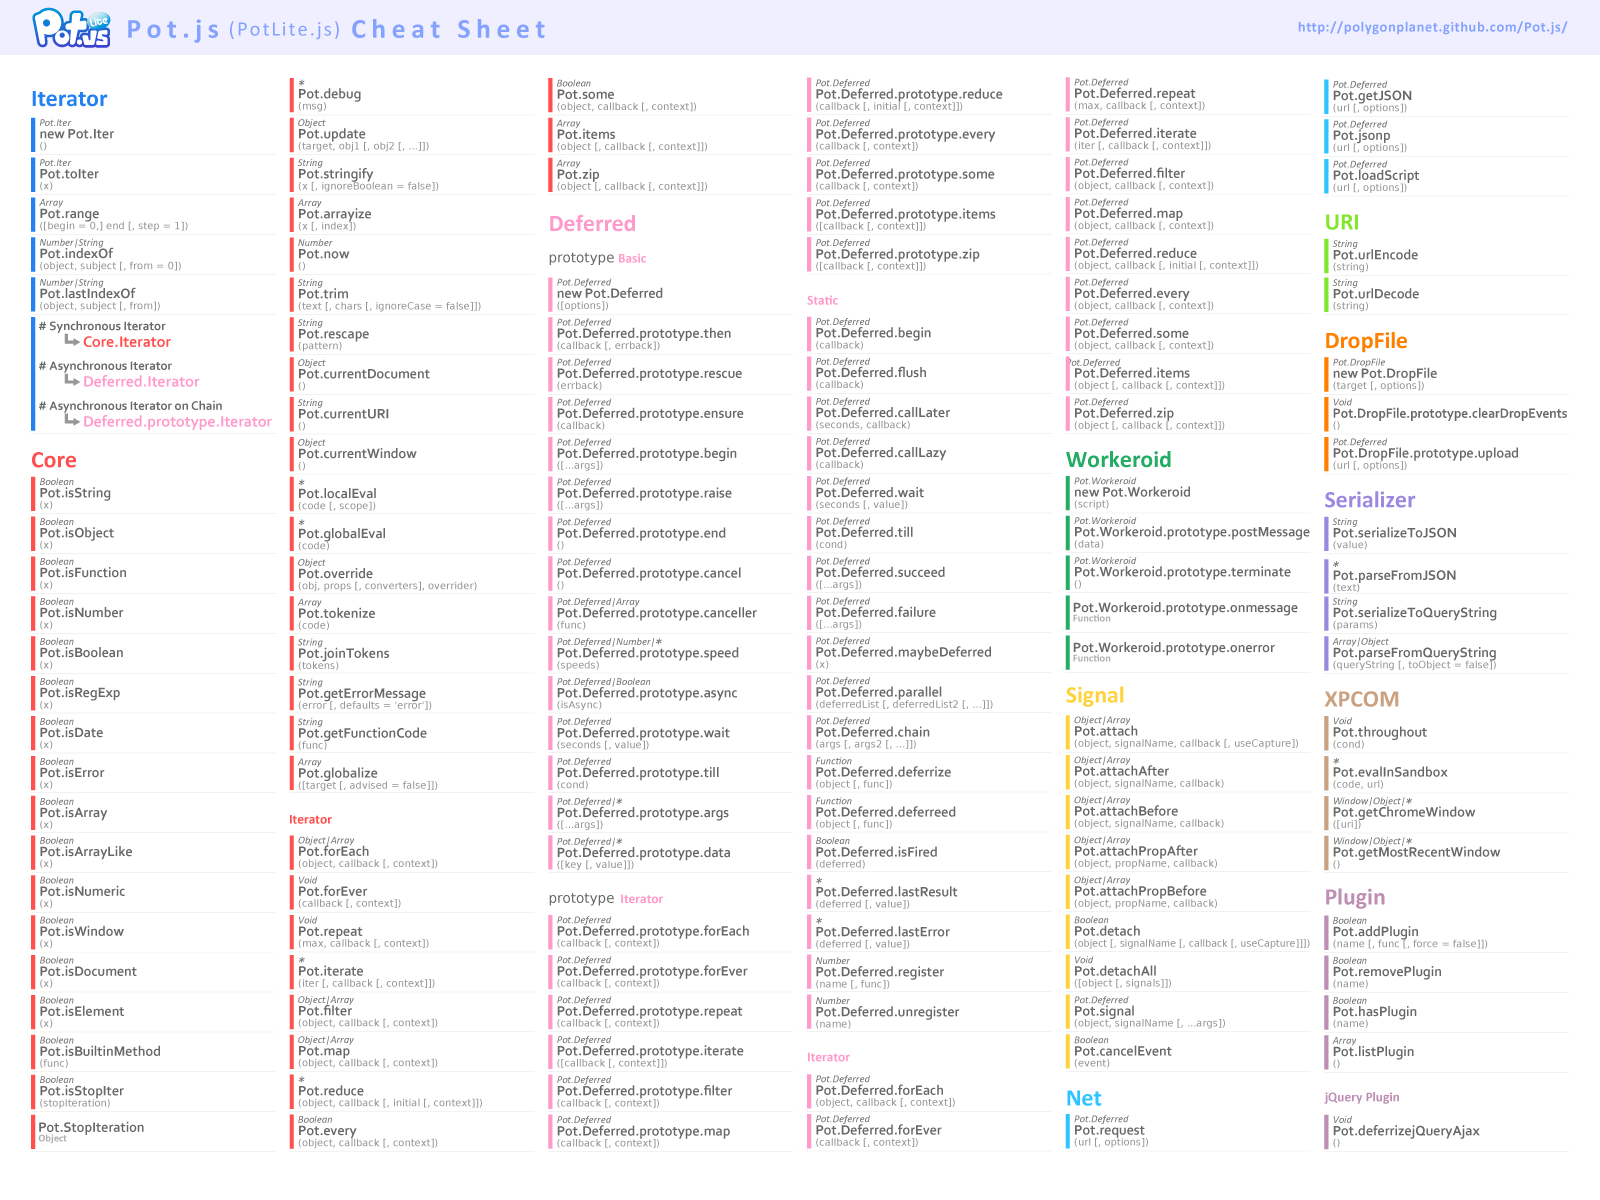 Pot.js Lite
Pot.js (PotLite.js) Cheat Sheet
http://polygonplanet.github.com/Pot.js/
Iterator
Pot.Iter
new Pot.Iter
()
Pot.Iter
Pot.toIter
(x)
Array
Pot.range
([begin = 0,] end [, step = 1])
Number|String
Pot.indexOf
(object, subject [, from = 0])
Number|String
Pot.lastIndexOf
(object, subject [, from])
# Synchronous Iterator
Core.Iterator
# Asynchronous Iterator
Deferred.Iterator
# Asynchronous Iterator on Chain
Deferred.prototype.Iterator
Core
Boolean
Pot.isString
(x)
Boolean
Pot.isObject
(x)
Boolean
Pot.isFunction
(x)
Boolean
Pot.isNumber
(x)
Boolean
Pot.isBoolean
(x)
Boolean
Pot.isRegExp
(x)
Boolean
Pot.isDate
(x)
Boolean
Pot.isError
(x)
Boolean
Pot.isArray
(x)
Boolean
Pot.isArrayLike
(x)
Boolean
Pot.isNumeric
(x)
Boolean
Pot.isWindow
(x)
Boolean
Pot.isDocument
(x)
Boolean
Pot.isElement
(x)
Boolean
Pot.isBuiltinMethod
(func)
Boolean
Pot.isStopIter
(stopIteration)
Pot.StopIteration
Object
*
Pot.debug
(msg)
Object
Pot.update
(target, obj1 [, obj2 [, ...]])
String
Pot.stringify
(x [, ignoreBoolean = false])
Array
Pot.arrayize
(x [, index])
Number
Pot.now
()
String
Pot.trim
(text [, chars [, ignoreCase = false]])
String
Pot.rescape
(pattern)
Object
Pot.currentDocument
()
String
Pot.currentURI
()
Object
Pot.currentWindow
()
*
Pot.localEval
(code [, scope])
*
Pot.globalEval
(code)
Object
Pot.override
(obj, props [, converters], overrider)
Array
Pot.tokenize
(code)
String
Pot.joinTokens
(tokens)
String
Pot.getErrorMessage
(error [, defaults = 'error'])
String
Pot.getFunctionCode
(func)
Array
Pot.globalize
([target [, advised = false]])
Iterator
Object|Array
Pot.forEach
(object, callback [, context])
Void
Pot.forEver
(callback [, context])
Void
Pot.repeat
(max, callback [, context])
*
Pot.iterate
(iter [, callback [, context]])
Object|Array
Pot.filter
(object, callback [, context])
Object|Array
Pot.map
(object, callback [, context])
*
Pot.reduce
(object, callback [, initial [, context]])
Boolean
Pot.every
(object, callback [, context])
Boolean
Pot.some
(object, callback [, context])
Array
Pot.items
(object [, callback [, context]])
Array
Pot.zip
(object [, callback [, context]])
Deferred
prototype Basic
Pot.Deferred
new Pot.Deferred
([options])
Pot.Deferred
Pot.Deferred.prototype.then
(callback [, errback])
Pot.Deferred
Pot.Deferred.prototype.rescue
(errback)
Pot.Deferred
Pot.Deferred.prototype.ensure
(callback)
Pot.Deferred
Pot.Deferred.prototype.begin
([...args])
Pot.Deferred
Pot.Deferred.prototype.raise
([...args])
Pot.Deferred
Pot.Deferred.prototype.end
()
Pot.Deferred
Pot.Deferred.prototype.cancel
()
Pot.Deferred|Array
Pot.Deferred.prototype.canceller
(func)
Pot.Deferred|Number|*
Pot.Deferred.prototype.speed
(speeds)
Pot.Deferred|Boolean
Pot.Deferred.prototype.async
(isAsync)
Pot.Deferred
Pot.Deferred.prototype.wait
(seconds [, value])
Pot.Deferred
Pot.Deferred.prototype.till
(cond)
Pot.Deferred|*
Pot.Deferred.prototype.args
([...args])
Pot.Deferred|*
Pot.Deferred.prototype.data
([key [, value]])
prototype Iterator
Pot.Deferred
Pot.Deferred.prototype.forEach
(callback [, context])
Pot.Deferred
Pot.Deferred.prototype.forEver
(callback [, context])
Pot.Deferred
Pot.Deferred.prototype.repeat
(callback [, context])
Pot.Deferred
Pot.Deferred.prototype.iterate
([callback [, context]])
Pot.Deferred
Pot.Deferred.prototype.filter
(callback [, context])
Pot.Deferred
Pot.Deferred.prototype.map
(callback [, context])
Pot.Deferred
Pot.Deferred.prototype.reduce
(callback [, initial [, context]])
Pot.Deferred
Pot.Deferred.prototype.every
(callback [, context])
Pot.Deferred
Pot.Deferred.prototype.some
(callback [, context])
Pot.Deferred
Pot.Deferred.prototype.items
([callback [, context]])
Pot.Deferred
Pot.Deferred.prototype.zip
([callback [, context]])
Static
Pot.Deferred
Pot.Deferred.begin
(callback)
Pot.Deferred
Pot.Deferred.flush
(callback)
Pot.Deferred
Pot.Deferred.callLater
(seconds, callback)
Pot.Deferred
Pot.Deferred.callLazy
(callback)
Pot.Deferred
Pot.Deferred.wait
(seconds [, value])
Pot.Deferred
Pot.Deferred.till
(cond)
Pot.Deferred
Pot.Deferred.succeed
([...args])
Pot.Deferred
Pot.Deferred.failure
([...args])
Pot.Deferred
Pot.Deferred.maybeDeferred
(x)
Pot.Deferred
Pot.Deferred.parallel
(deferredList [, deferredList2 [, ...]])
Pot.Deferred
Pot.Deferred.chain
(args [, args2 [, ...]])
Function
Pot.Deferred.deferrize
(object [, func])
Function
Pot.Deferred.deferreed
(object [, func])
Boolean
Pot.Deferred.isFired
(deferred)
*
Pot.Deferred.lastResult
(deferred [, value])
*
Pot.Deferred.lastError
(deferred [, value])
Number
Pot.Deferred.register
(name [, func])
Number
Pot.Deferred.unregister
(name)
Iterator
Pot.Deferred
Pot.Deferred.forEach
(object, callback [, context])
Pot.Deferred
Pot.Deferred.forEver
(callback [, context])
Pot.Deferred
Pot.Deferred.repeat
(max, callback [, context])
Pot.Deferred
Pot.Deferred.iterate
(iter [, callback [, context]])
Pot.Deferred
Pot.Deferred.filter
(object, callback [, context])
Pot.Deferred
Pot.Deferred.map
(object, callback [, context])
Pot.Deferred
Pot.Deferred.reduce
(object, callback [, initial [, context]])
Pot.Deferred
Pot.Deferred.every
(object, callback [, context])
Pot.Deferred
Pot.Deferred.some
(object, callback [, context])
Pot.Deferred
Pot.Deferred.items
(object [, callback [, context]])
Pot.Deferred
Pot.Deferred.zip
(object [, callback [, context]])
Workeroid
Pot.Workeroid
new Pot.Workeroid
(script)
Pot.Workeroid
Pot.Workeroid.prototype.postMessage
(data)
Pot.Workeroid
Pot.Workeroid.prototype.terminate
()
Pot.Workeroid.prototype.onmessage
Function
Pot.Workeroid.prototype.onerror
Function
Signal
Object|Array
Pot.attach
(object, signalName, callback [, useCapture])
Object|Array
Pot.attachAfter
(object, signalName, callback)
Object|Array
Pot.attachBefore
(object, signalName, callback)
Object|Array
Pot.attachPropAfter
(object, propName, callback)
Object|Array
Pot.attachPropBefore
(object, propName, callback)
Boolean
Pot.detach
(object [, signalName [, callback [, useCapture]]])
Void
Pot.detachAll
([object [, signals]])
Pot.Deferred
Pot.signal
(object, signalName [, ...args])
Boolean
Pot.cancelEvent
(event)
Net
Pot.Deferred
Pot.request
(url [, options])
Pot.Deferred
Pot.getJSON
(url [, options])
Pot.Deferred
Pot.jsonp
(url [, options])
Pot.Deferred
Pot.loadScript
(url [, options])
URI
String
Pot.urlEncode
(string)
String
Pot.urlDecode
(string)
DropFile
Pot.DropFile
new Pot.DropFile
(target [, options])
Void
Pot.DropFile.prototype.clearDropEvents
()
Pot.Deferred
Pot.DropFile.prototype.upload
(url [, options])
Serializer
String
Pot.serializeToJSON
(value)
*
Pot.parseFromJSON
(text)
String
Pot.serializeToQueryString
(params)
Array|Object
Pot.parseFromQueryString
(queryString [, toObject = false])
XPCOM
Void
Pot.throughout
(cond)
*
Pot.evalInSandbox
(code, url)
Window|Object|*
Pot.getChromeWindow
([uri])
Window|Object|*
Pot.getMostRecentWindow
()
Plugin
Boolean
Pot.addPlugin
(name [, func [, force = false]])
Boolean
Pot.removePlugin
(name)
Boolean
Pot.hasPlugin
(name)
Array
Pot.listPlugin
()
jQuery Plugin
Void
Pot.deferrizejQueryAjax
()